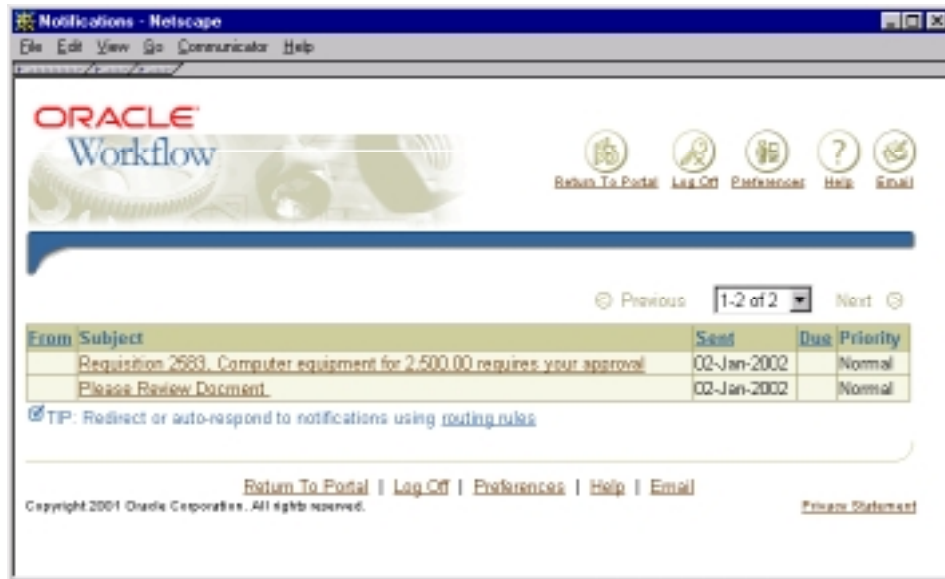 Notifications - Netscape
File Edit View Go Communicator Help
ORACLE
Workflow
Return To Portal Log Off Preferences Help Email
Previous 1-2 of 2 Next
From Subject Sent Due Priority
Requisition 2683, Computer equipment for 2,500.00 requires your approval 02-Jan-2002 Normal
Please Review Docment 02-Jan-2002 Normal
TIP: Redirect or auto-respond to notifications using routing rules
Return To Portal | Log Off | Preferences | Help | Email
Copyright 2001 Oracle Corporation. All rights reserved. Privacy Statement